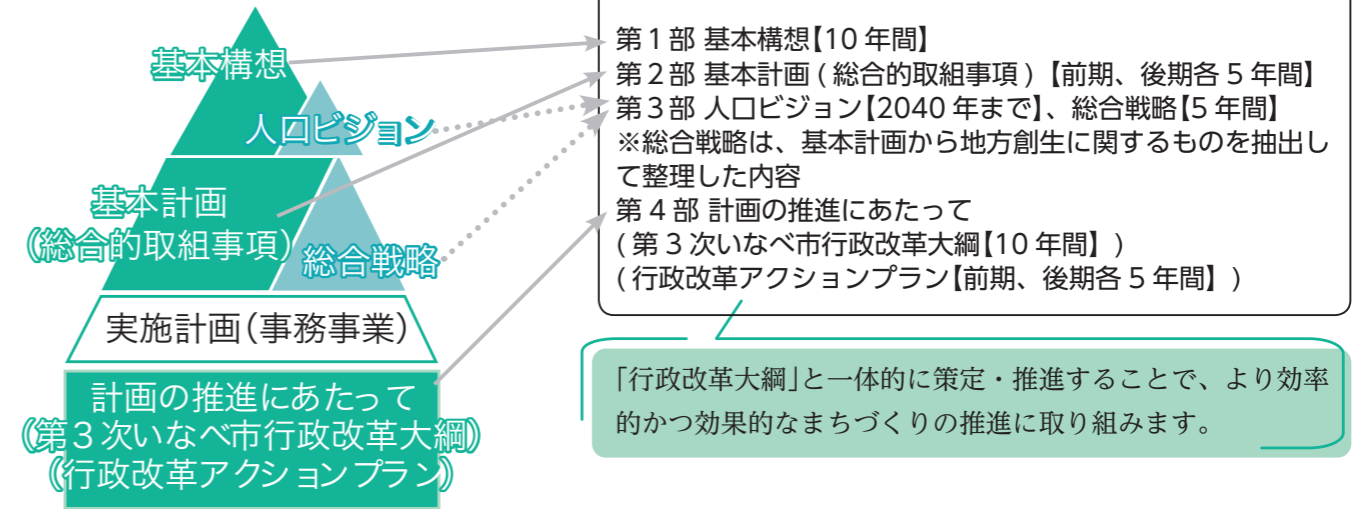 基本構想
人口ビジョン
基本計画
(総合的取組事項)
総合戦略
実施計画(事務事業)
計画の推進にあたって
(第3次いなべ市行政改革大綱)
(行政改革アクションプラン)
第1部 基本構想【10年間】
第2部 基本計画(総合的取組事項)【前期、後期各5年間】
第3部 人口ビジョン【2040年まで】、総合戦略【5年間】
※総合戦略は、基本計画から地方創生に関するものを抽出し
て整理した内容
第4部 計画の推進にあたって
(第3次いなべ市行政改革大綱【10年間】)
(行政改革アクションプラン【前期、後期各5年間】)
「行政改革大綱」と一体的に策定・推進することで、より効率
的かつ効果的なまちづくりの推進に取り組みます。